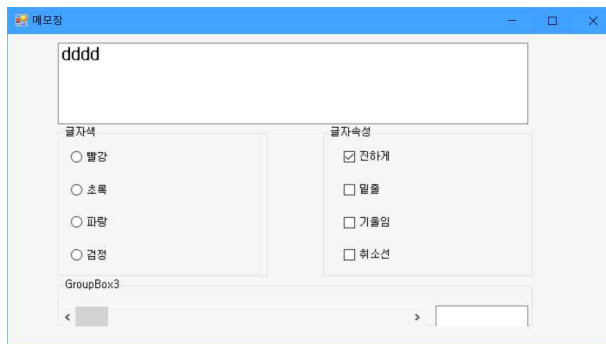 메모장
dddd
글자색
글자속성
빨강
진하게
초록
밑줄
파랑
기울임
검정
취소선
GroupBox3